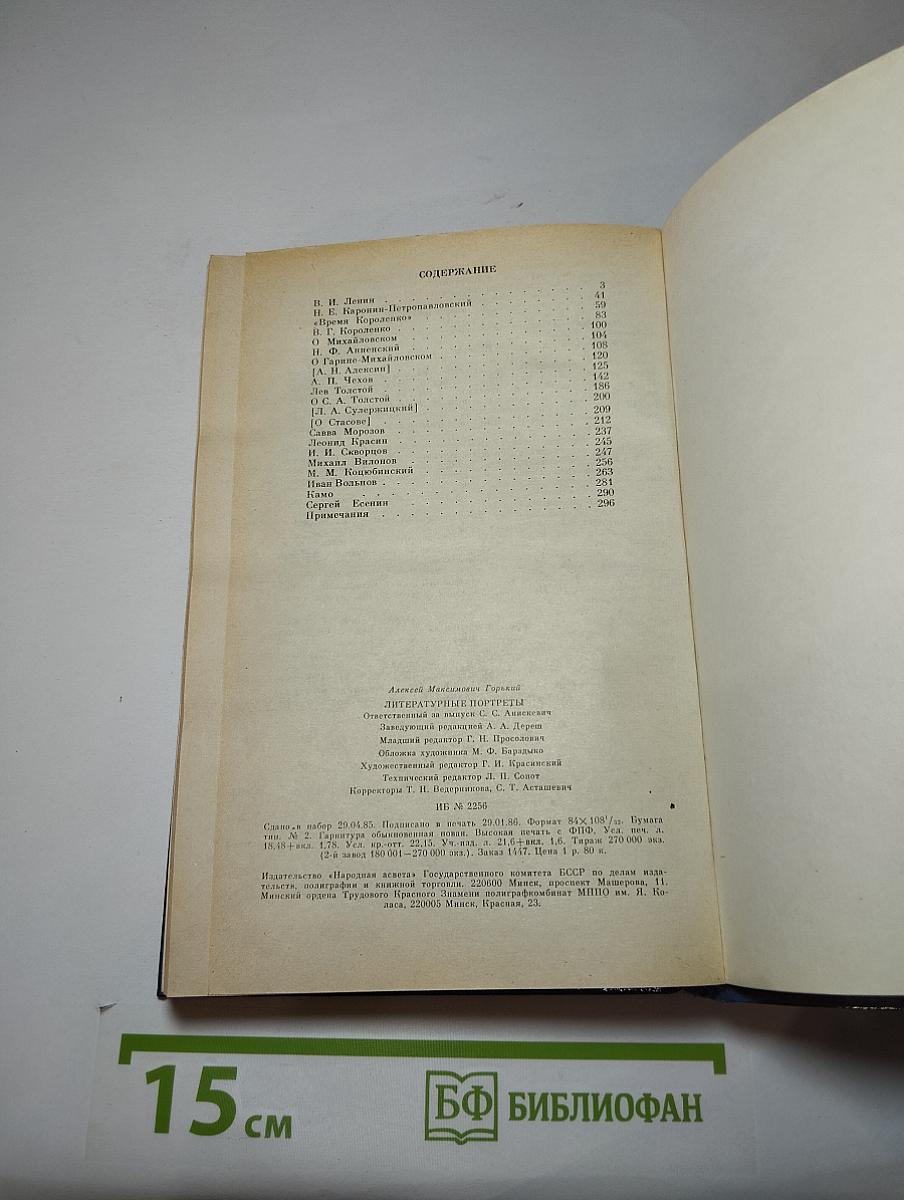 СОДЕРЖАНИЕ
В. И. Ленин 3
Н. Е. Каронин-Петропавловский 41
«Время Короленко» 59
В. Г. Короленко 83
О Михайловском 100
Н. Ф. Анненский 104
О Гарине-Михайловском 108
[А. Н. Алексин] 120
А. П. Чехов 125
Лев Толстой 142
О С. А. Толстой 186
[Л. А. Сулержицкий] 200
[О Стасове] 209
Савва Морозов 212
Леонид Красин 237
И. И. Скворцов 245
Михаил Вилонов 247
М. М. Коцюбинский 256
Иван Вольнов 263
Камо 281
Сергей Есенин 290
Примечания 296
Алексей Максимович Горький
ЛИТЕРАТУРНЫЕ ПОРТРЕТЫ
Ответственный за выпуск С. С. Анискевич
Заведующий редакцией А. А. Дереш
Младший редактор Г. Н. Просолевич
Обложка художника М. Ф. Бараздыко
Художественный редактор Г. И. Красинский
Технический редактор Л. П. Сопот
Корректоры Т. Н. Ведерникова, С. Т. Асташевич
ИБ № 2256
Сдано в набор 29.04.85. Подписано в печать 29.01.86. Формат 84×108¹/₃₂. Бумага
тип. № 2. Гарнитура обыкновенная новая. Высокая печать с ФПФ. Усл. печ. л.
18,48+вкл. 1,78. Усл. кр.-отт. 22,15. Уч.-изд. л. 21,6+вкл. 1,6. Тираж 270 000 экз.
(2-й завод 180 001—270 000 экз.). Заказ 1447. Цена 1 р. 80 к.
Издательство «Народная асвета» Государственного комитета БССР по делам изда-
тельств, полиграфии и книжной торговли. 220600 Минск, проспект Машерова, 11.
Минский ордена Трудового Красного Знамени полиграфкомбинат МППО им. Я. Ко-
ласа, 220005 Минск, Красная, 23.
15 см
БФ БИБЛИОФАН